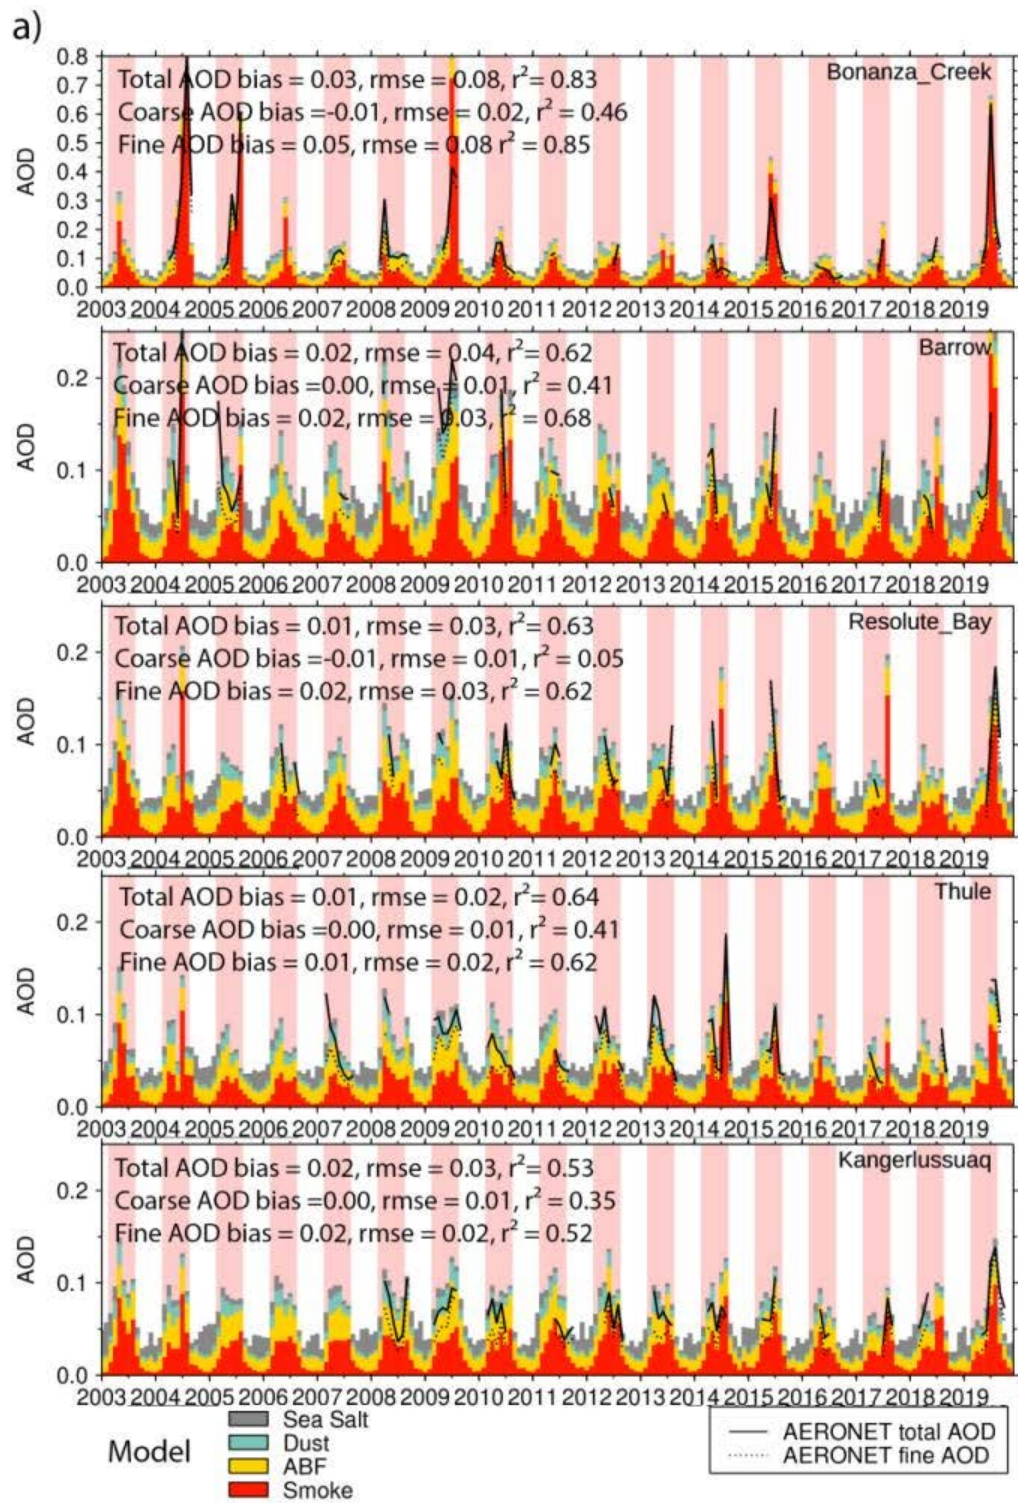 a)
0.8
0.7
0.6
0.5
0.4
0.3
0.2
0.1
0.0
AOD
Total AOD bias = 0.03, rmse = 0.08, r²= 0.83
Coarse AOD bias =-0.01, rmse = 0.02, r² = 0.46
Fine AOD bias = 0.05, rmse = 0.08 r² = 0.85
Bonanza_Creek
2003 2004 2005 2006 2007 2008 2009 2010 2011 2012 2013 2014 2015 2016 2017 2018 2019
0.2
0.1
0.0
AOD
Total AOD bias = 0.02, rmse = 0.04, r²= 0.62
Coarse AOD bias =0.00, rmse = 0.01, r² = 0.41
Fine AOD bias = 0.02, rmse = 0.03, r² = 0.68
Barrow
2003 2004 2005 2006 2007 2008 2009 2010 2011 2012 2013 2014 2015 2016 2017 2018 2019
0.2
0.1
0.0
AOD
Total AOD bias = 0.01, rmse = 0.03, r²= 0.63
Coarse AOD bias =-0.01, rmse = 0.01, r² = 0.05
Fine AOD bias = 0.02, rmse = 0.03, r² = 0.62
Resolute_Bay
2003 2004 2005 2006 2007 2008 2009 2010 2011 2012 2013 2014 2015 2016 2017 2018 2019
0.2
0.1
0.0
AOD
Total AOD bias = 0.01, rmse = 0.02, r²= 0.64
Coarse AOD bias =0.00, rmse = 0.01, r² = 0.41
Fine AOD bias = 0.01, rmse = 0.02, r² = 0.62
Thule
2003 2004 2005 2006 2007 2008 2009 2010 2011 2012 2013 2014 2015 2016 2017 2018 2019
0.2
0.1
0.0
AOD
Total AOD bias = 0.02, rmse = 0.03, r²= 0.53
Coarse AOD bias =0.00, rmse = 0.01, r² = 0.35
Fine AOD bias = 0.02, rmse = 0.02, r² = 0.52
Kangerlussuaq
2003 2004 2005 2006 2007 2008 2009 2010 2011 2012 2013 2014 2015 2016 2017 2018 2019
Model
Sea Salt
Dust
ABF
Smoke
AERONET total AOD
AERONET fine AOD